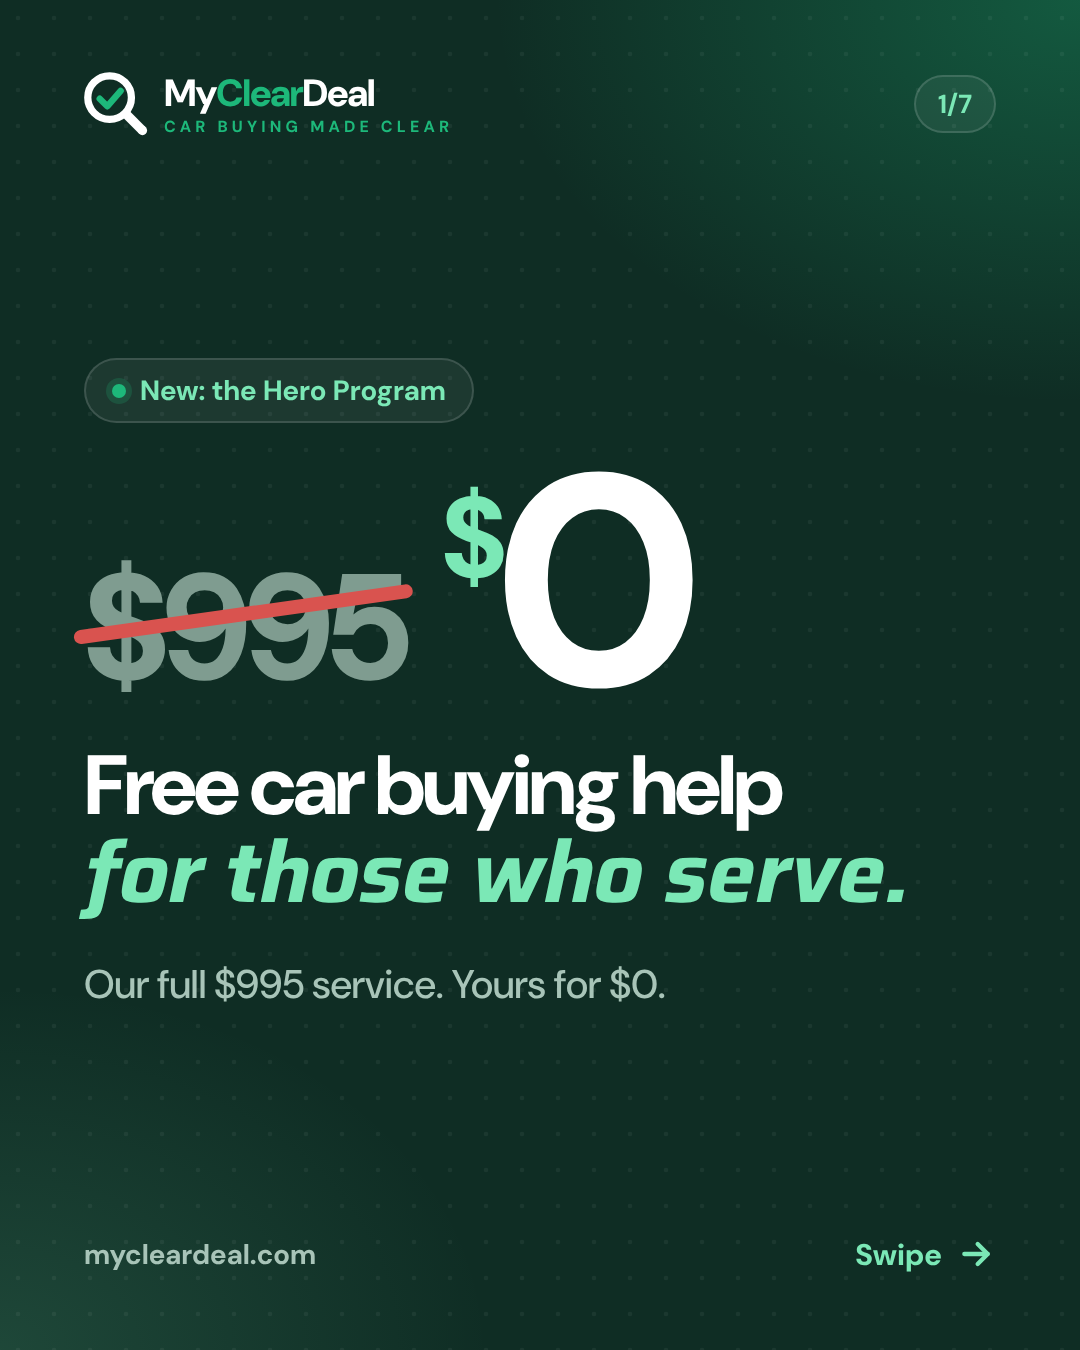 MyClearDeal
CAR BUYING MADE CLEAR
1/7
New: the Hero Program
$995 $0
Free car buying help
for those who serve.
Our full $995 service. Yours for $0.
mycleardeal.com
Swipe →